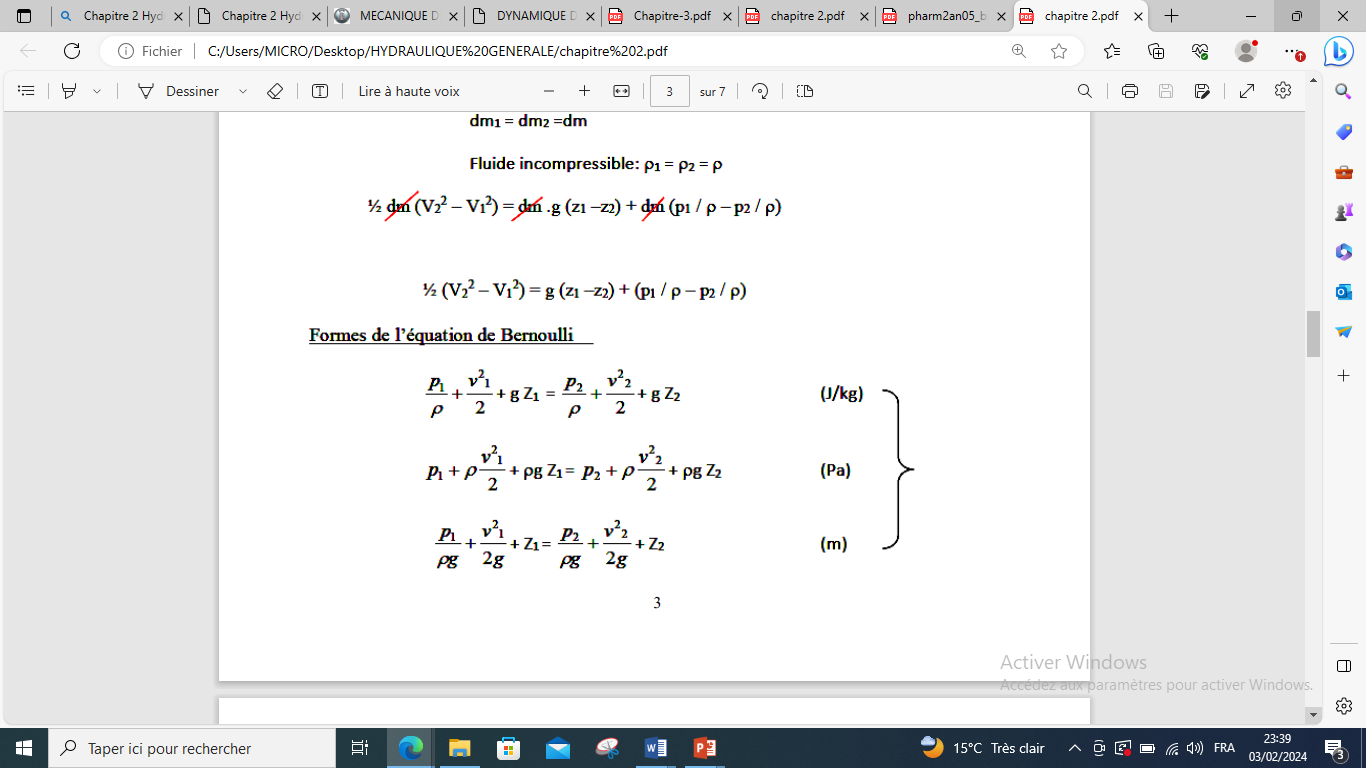 Chapitre 2 Hyd
Chapitre 2 Hyd
MECANIQUE D
DYNAMIQUE D
Chapitre-3.pdf
chapitre 2.pdf
pharm2an05_b
chapitre 2.pdf
Fichier
C:/Users/MICRO/Desktop/HYDRAULIQUE%20GENERALE/chapitre%202.pdf
Dessiner
Lire à haute voix
3
sur 7
dm₁ = dm₂ =dm
Fluide incompressible: ρ₁ = ρ₂ = ρ
½ dm (V₂² – V₁²) = dm .g (z₁ –z₂) + dm (p₁ / ρ – p₂ / ρ)
½ (V₂² – V₁²) = g (z₁ –z₂) + (p₁ / ρ – p₂ / ρ)
Formes de l'équation de Bernoulli
p₁/ρ + v²₁/2 + g Z₁ = p₂/ρ + v²₂/2 + g Z₂ (J/kg)
p₁ + ρ v²₁/2 + ρg Z₁ = p₂ + ρ v²₂/2 + ρg Z₂ (Pa)
p₁/ρg + v²₁/2g + Z₁ = p₂/ρg + v²₂/2g + Z₂ (m)
3
Activer Windows
Accédez aux paramètres pour activer Windows.
Taper ici pour rechercher
15°C Très clair
FRA
23:39
03/02/2024
3